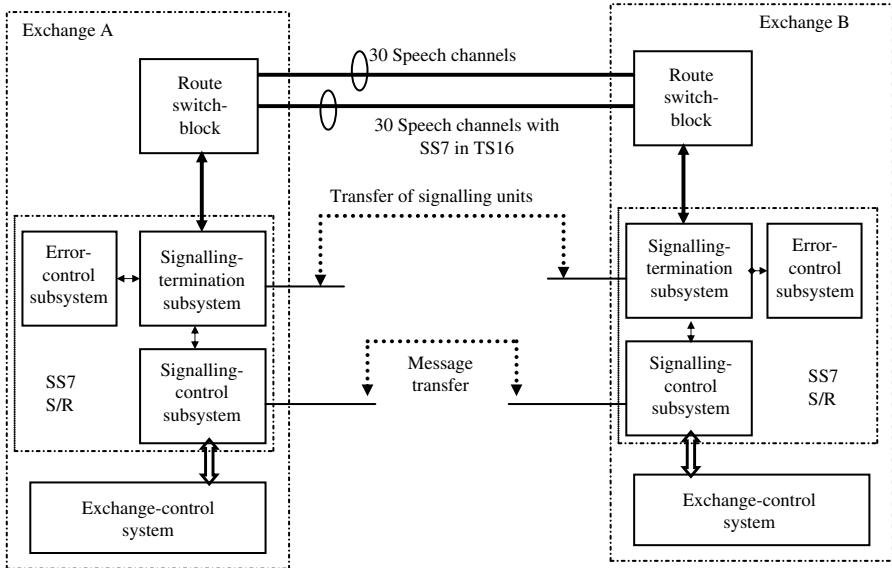 Exchange A
Exchange B
30 Speech channels
Route
switch-
block
Route
switch-
block
30 Speech channels with
SS7 in TS16
Transfer of signalling units
Error-
control
subsystem
Signalling-
termination
subsystem
Signalling-
termination
subsystem
Error-
control
subsystem
Signalling-
control
subsystem
Message
transfer
Signalling-
control
subsystem
SS7
S/R
SS7
S/R
Exchange-control
system
Exchange-control
system